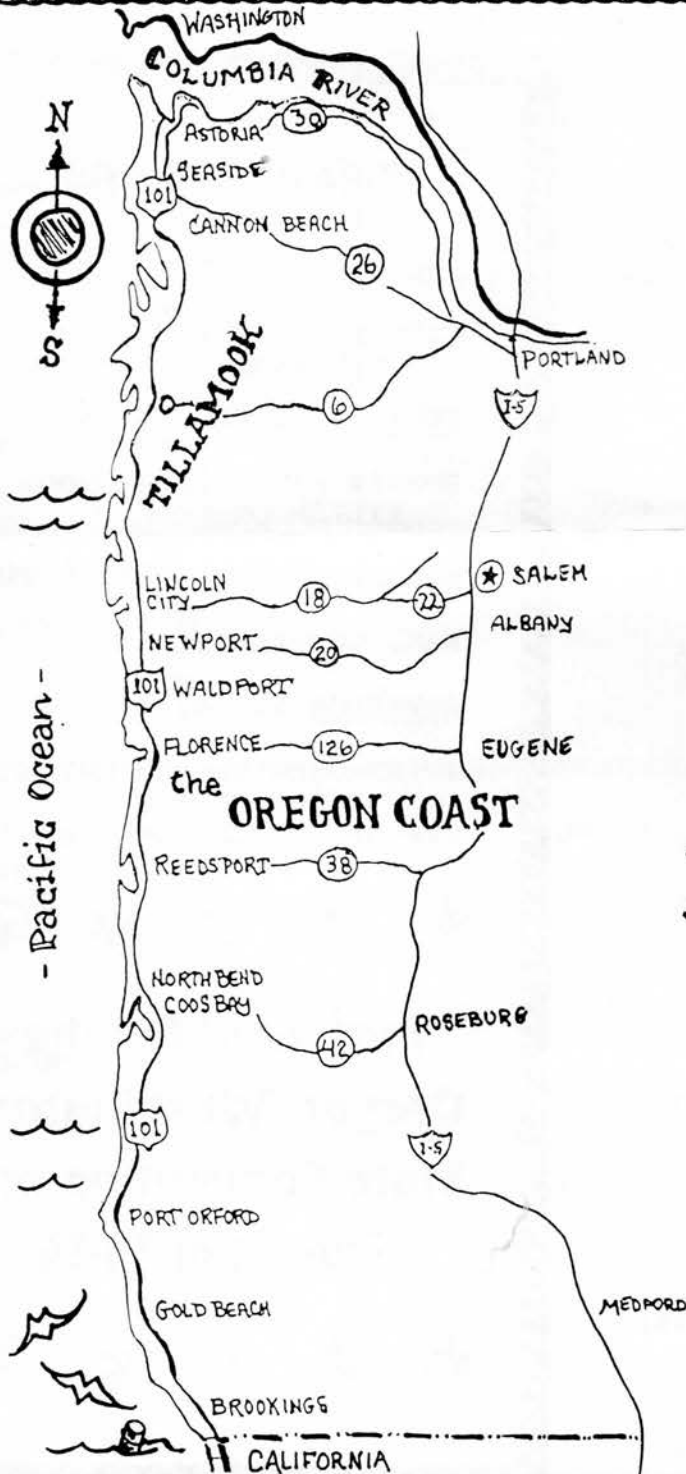 WASHINGTON
COLUMBIA RIVER
N
S
ASTORIA
30
SEASIDE
101
CANNON BEACH
26
PORTLAND
TILLAMOOK
6
I-5
LINCOLN
CITY
18
22
SALEM
ALBANY
NEWPORT
20
101
WALDPORT
FLORENCE
126
EUGENE
the
OREGON COAST
- Pacific Ocean -
REEDSPORT
38
NORTH BEND
COOS BAY
42
ROSEBURG
101
I-5
PORT ORFORD
GOLD BEACH
MEDFORD
BROOKINGS
CALIFORNIA